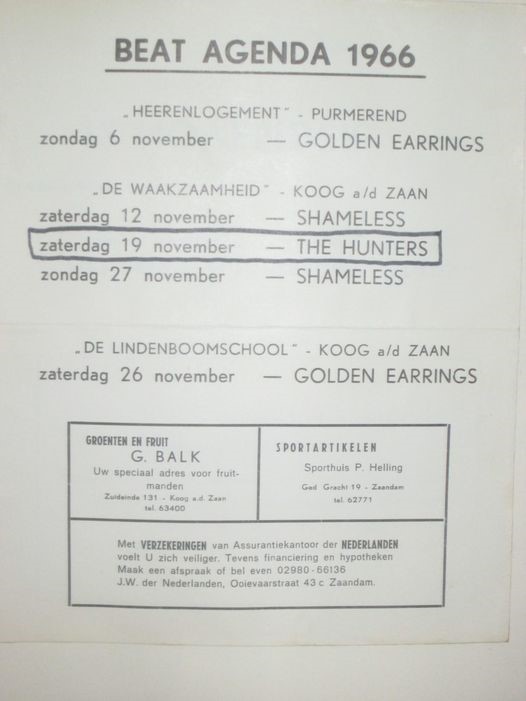 BEAT AGENDA 1966
„HEERENLOGEMENT" - PURMEREND
zondag 6 november — GOLDEN EARRINGS
„DE WAAKZAAMHEID" - KOOG a/d ZAAN
zaterdag 12 november — SHAMELESS
zaterdag 19 november — THE HUNTERS
zondag 27 november — SHAMELESS
„DE LINDENBOOMSCHOOL" - KOOG a/d ZAAN
zaterdag 26 november — GOLDEN EARRINGS
GROENTEN EN FRUIT
G. BALK
Uw speciaal adres voor fruit-
manden
Zuideinde 131 - Koog a.d. Zaan
tel. 63400
SPORTARTIKELEN
Sporthuis P. Helling
Ged Gracht 19 - Zaandam
tel. 62771
Met VERZEKERINGEN van Assurantiekantoor der NEDERLANDEN
voelt U zich veiliger. Tevens financiering en hypotheken
Maak een afspraak of bel even 02980-66136
J.W. der Nederlanden, Ooievaarstraat 43 c Zaandam.